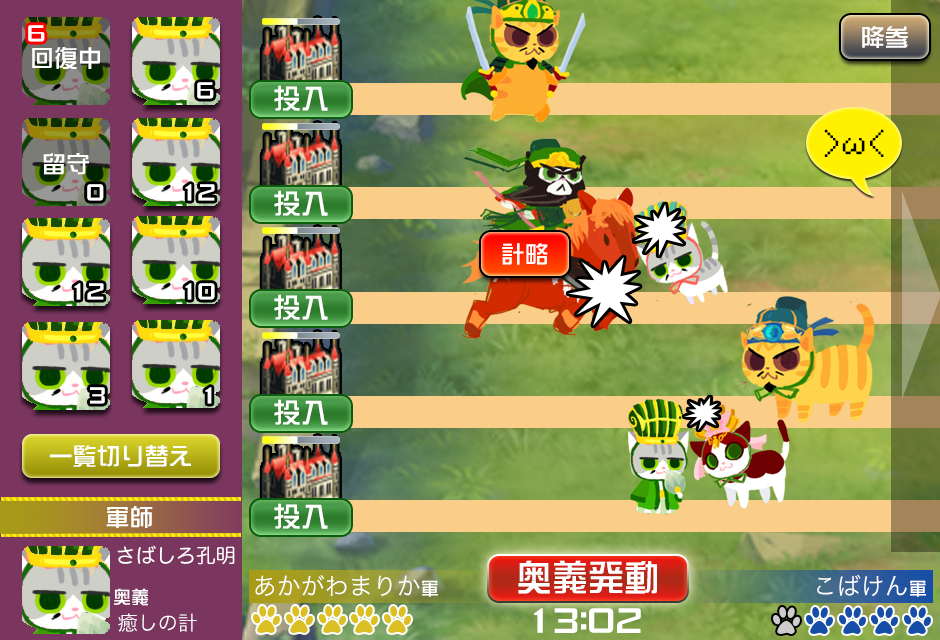 6
回復中
6
留守
0
12
12
10
3
1
一覧切り替え
軍師
さばしろ孔明
奥義
癒しの計
投入
投入
投入
投入
投入
計略
降参
>ω<
あかがわまりか軍
奥義発動
13:02
こばけん軍